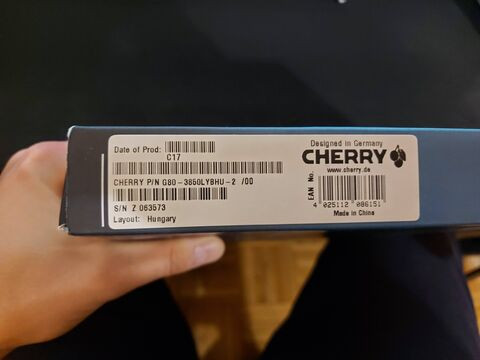 Date of Prod:
C17
CHERRY P/N G80-3850LYBHU-2 /00
S/N Z 063573
Layout: Hungary
Designed in Germany
CHERRY
www.cherry.de
EAN No.
4 025112 086151
Made in China